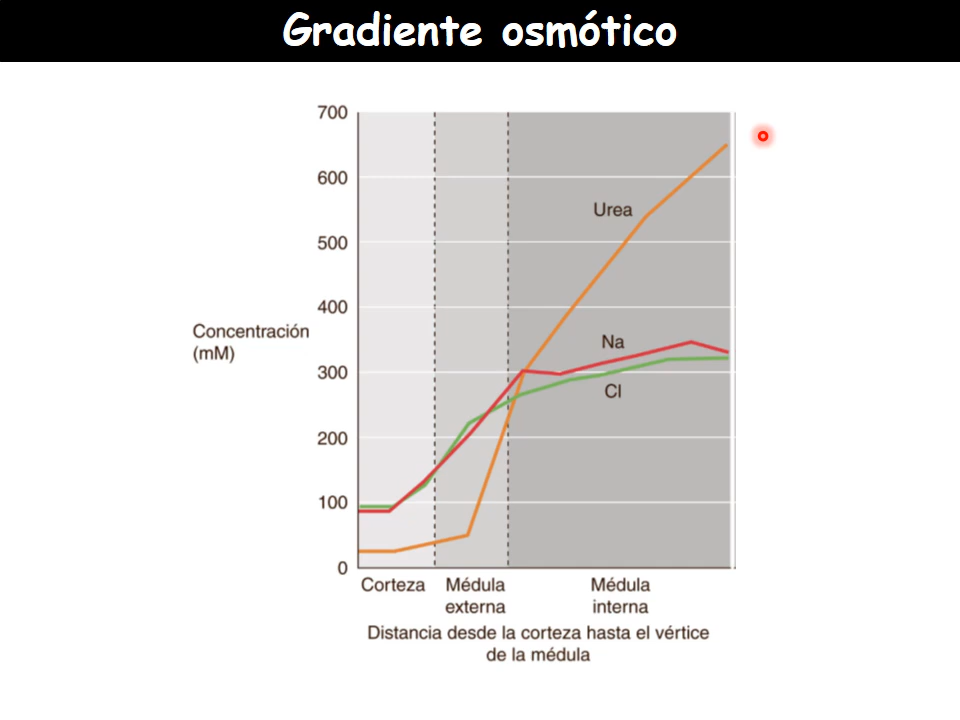 Gradiente osmótico
700
600
500
400
300
200
100
0
Concentración
(mM)
Urea
Na
Cl
Corteza
Médula
externa
Médula
interna
Distancia desde la corteza hasta el vértice
de la médula